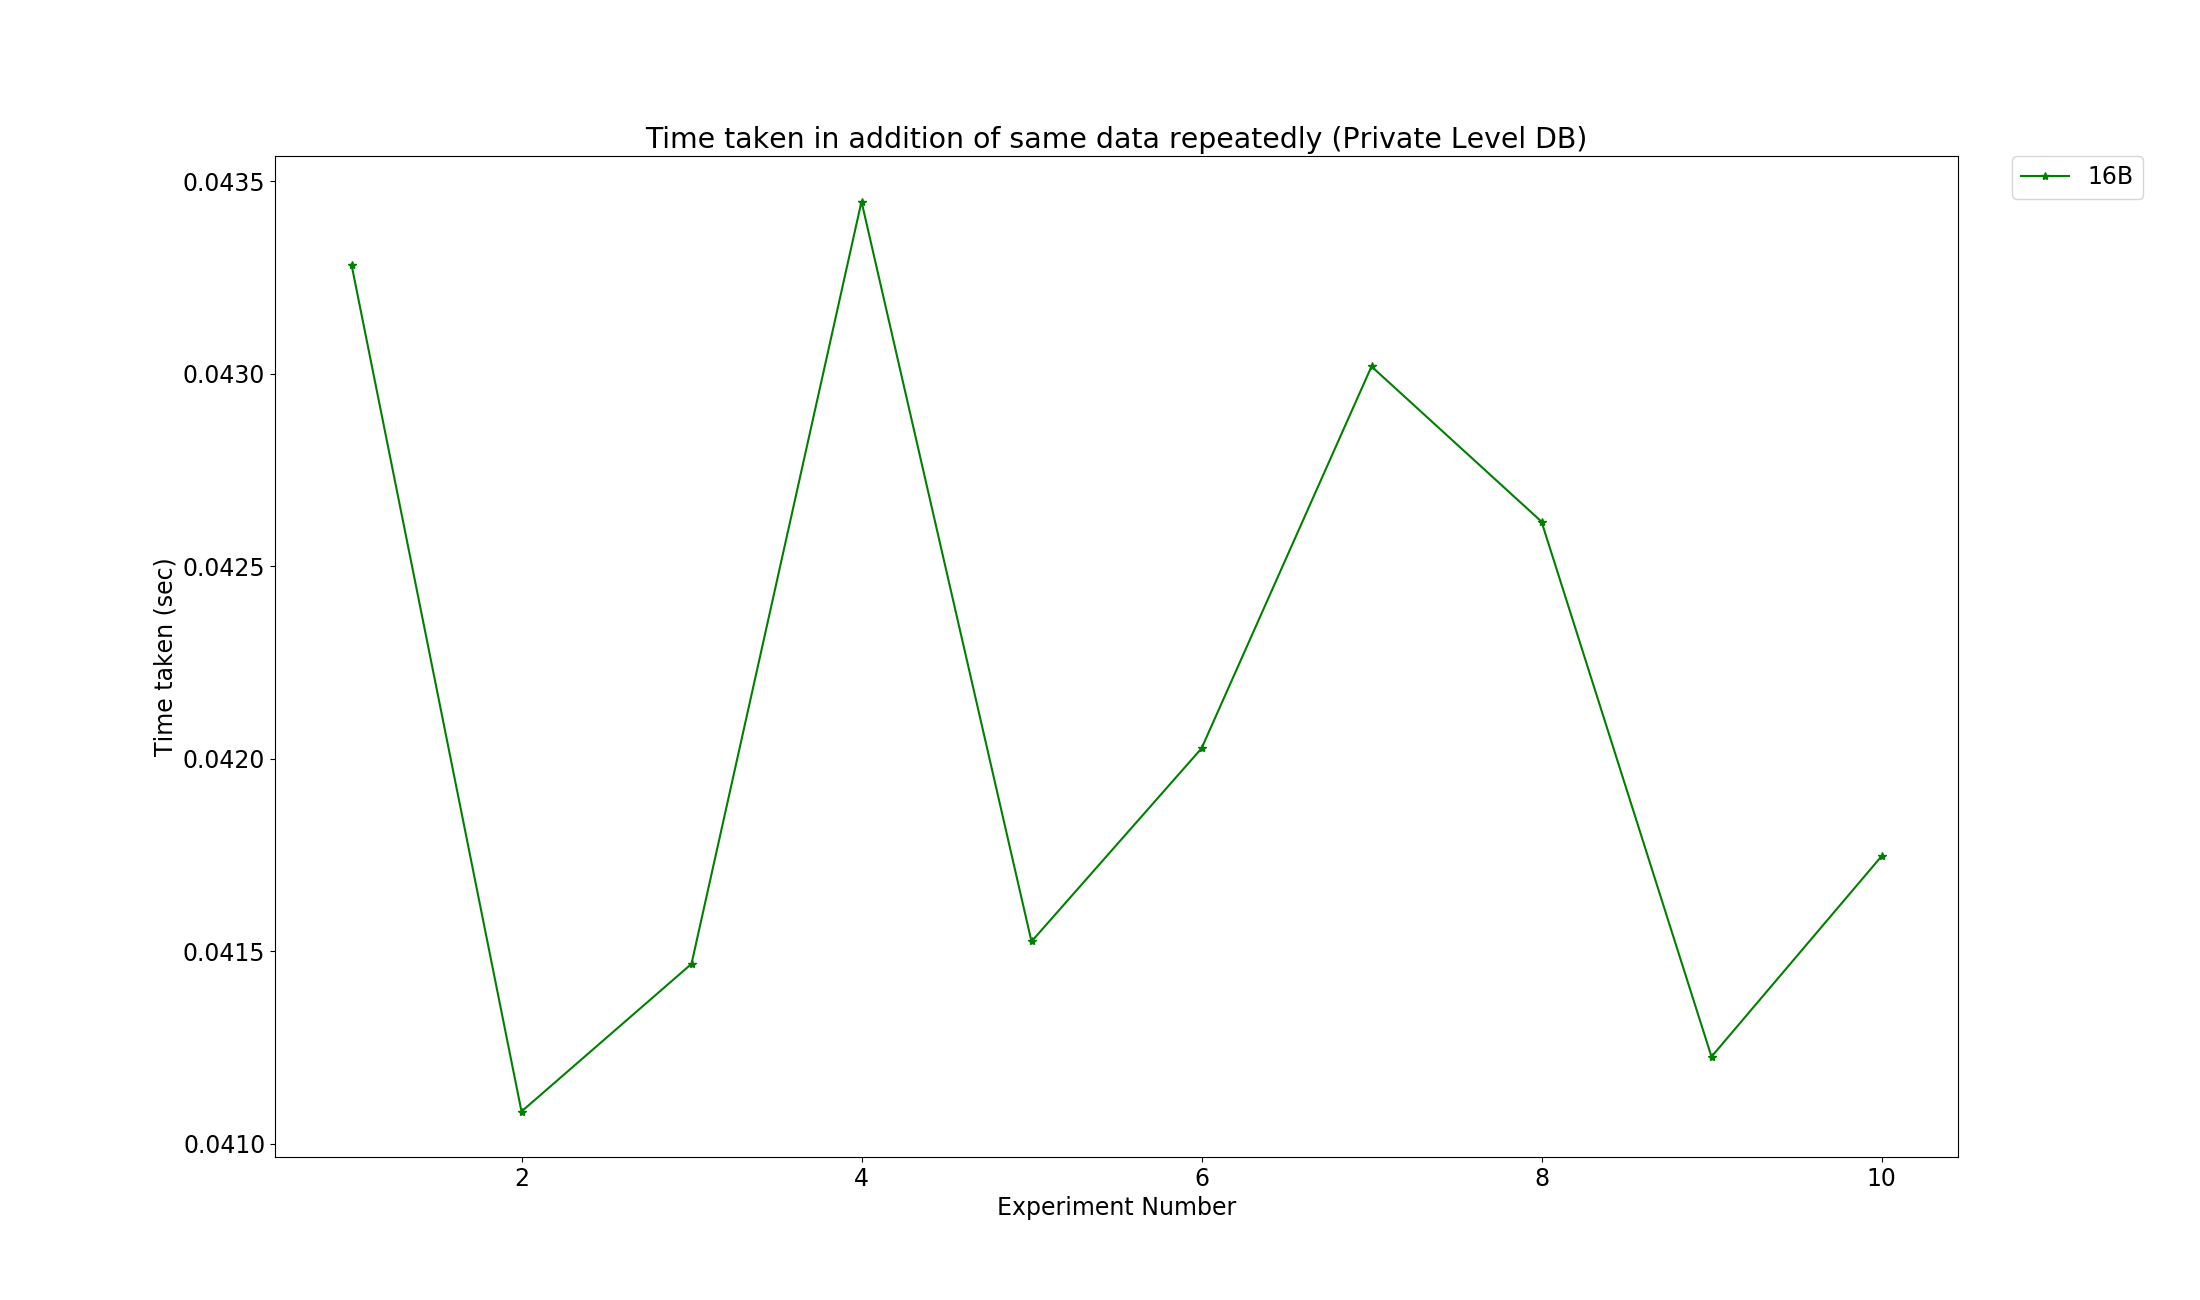 Time taken in addition of same data repeatedly (Private Level DB)
16B
0.0435
0.0430
0.0425
0.0420
0.0415
0.0410
Time taken (sec)
2 4 6 8 10
Experiment Number